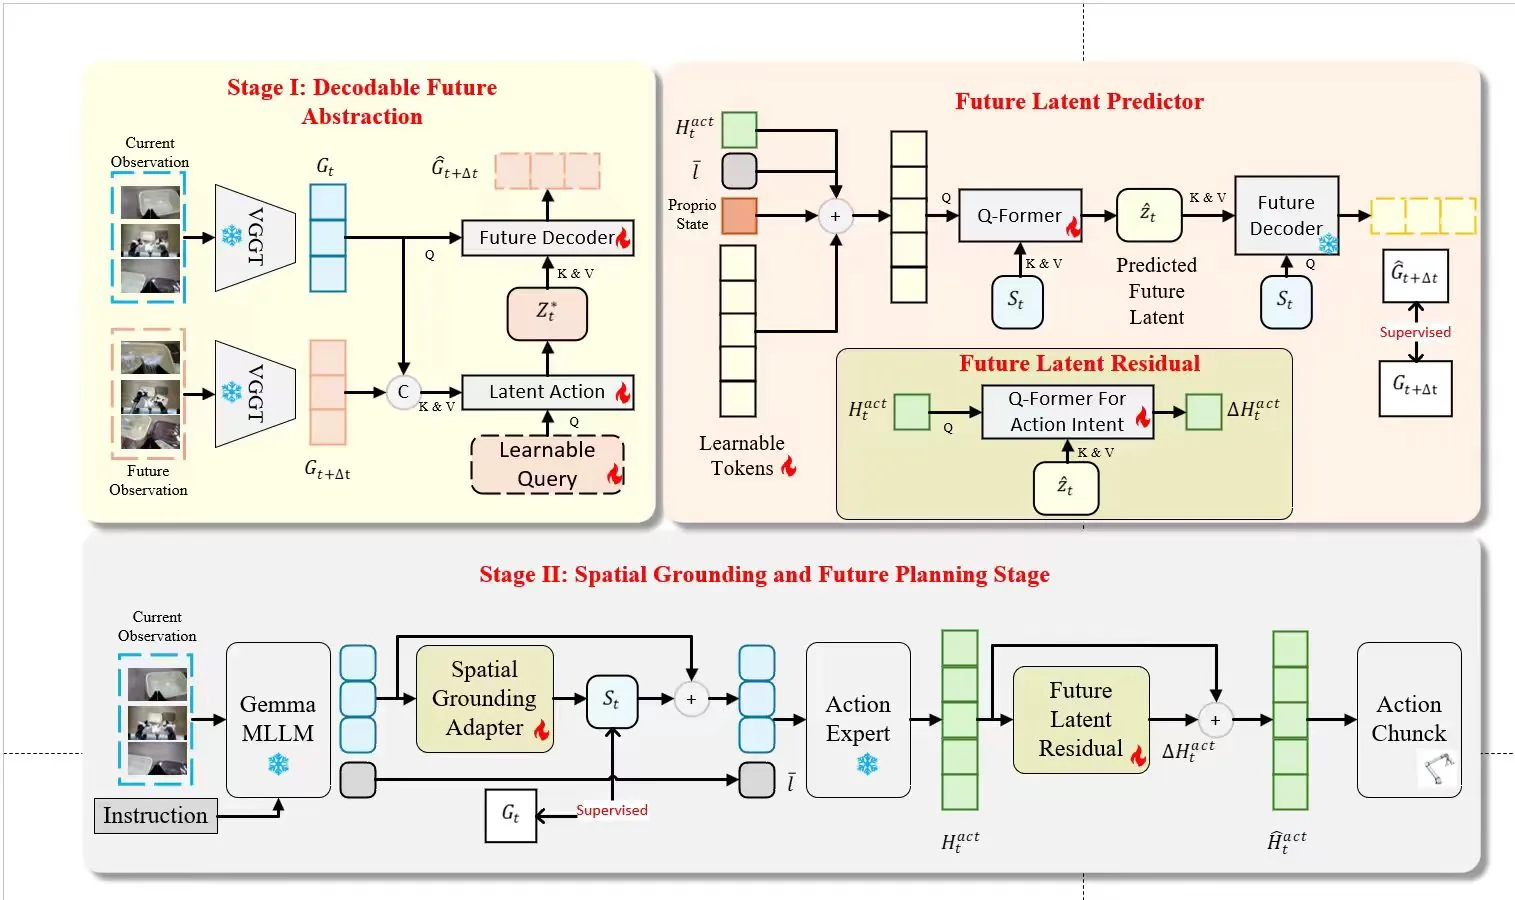 Stage I: Decodable Future
Abstraction
Current
Observation
VGGT
G_t
Ĝ_{t+Δt}
Future Decoder
Q
K & V
Z_t^*
VGGT
C
K & V
Latent Action
Q
Learnable
Query
Future
Observation
G_{t+Δt}
Future Latent Predictor
H_t^{act}
l̄
Proprio
State
+
Learnable
Tokens
Q
Q-Former
K & V
S_t
ẑ_t
Predicted
Future
Latent
K & V
Future
Decoder
Q
S_t
Ĝ_{t+Δt}
Supervised
G_{t+Δt}
Future Latent Residual
H_t^{act}
Q
Q-Former For
Action Intent
ΔH_t^{act}
K & V
ẑ_t
Stage II: Spatial Grounding and Future Planning Stage
Current
Observation
Instruction
Gemma
MLLM
Spatial
Grounding
Adapter
S_t
+
G_t
Supervised
l̄
Action
Expert
H_t^{act}
Future
Latent
Residual
ΔH_t^{act}
+
Ĥ_t^{act}
Action
Chunck